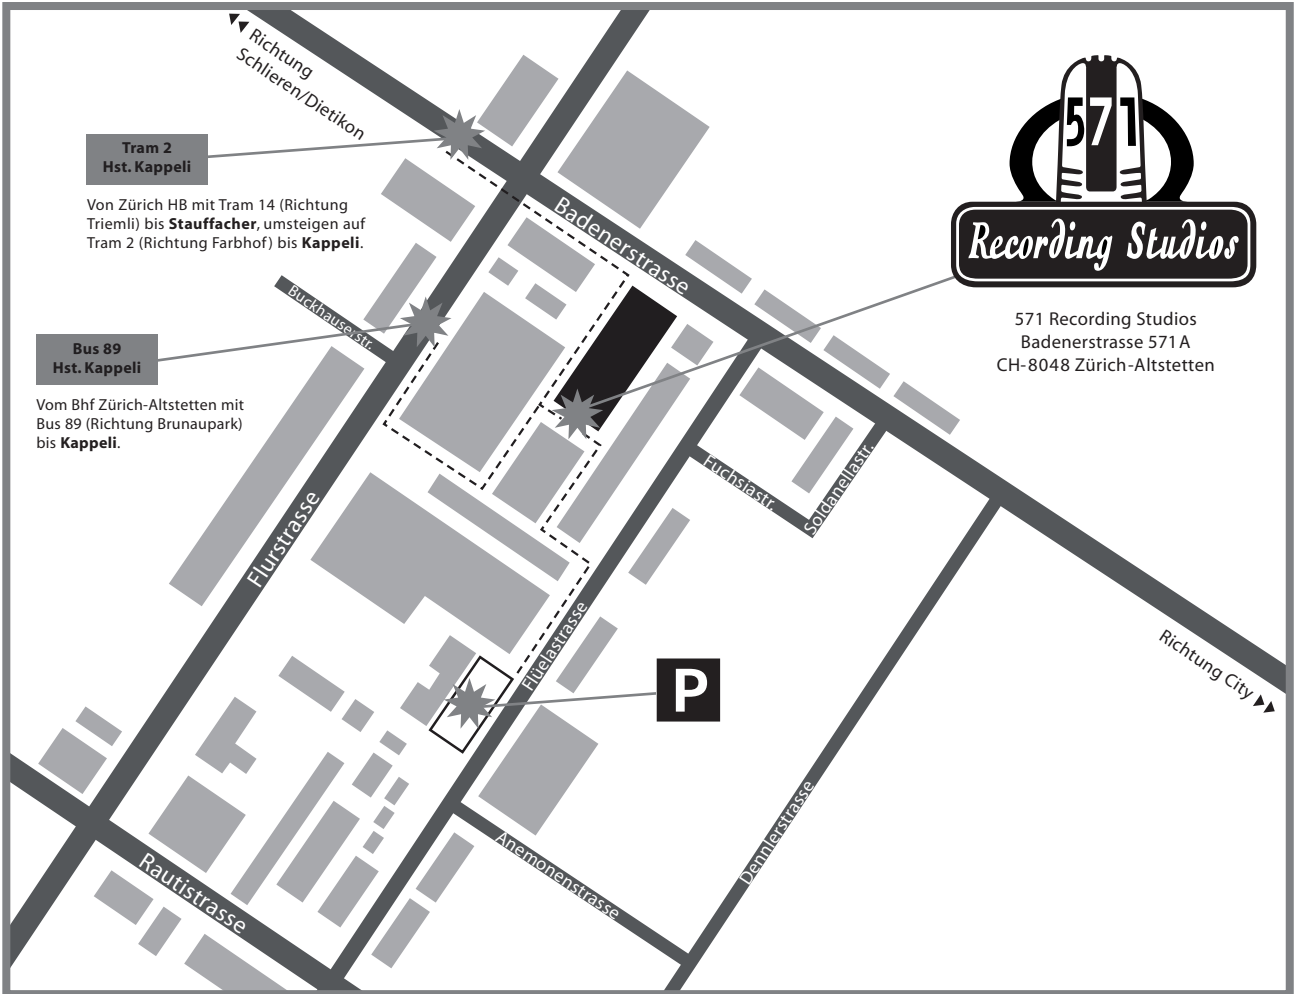 Richtung
Schlieren/Dietikon
Tram 2
Hst. Kappeli
Von Zürich HB mit Tram 14 (Richtung
Triemli) bis Stauffacher, umsteigen auf
Tram 2 (Richtung Farbhof) bis Kappeli.
571
Recording Studios
571 Recording Studios
Badenerstrasse 571A
CH-8048 Zürich-Altstetten
Badenerstrasse
Buckhauserstr.
Bus 89
Hst. Kappeli
Vom Bhf Zürich-Altstetten mit
Bus 89 (Richtung Brunaupark)
bis Kappeli.
Flurstrasse
Fuchsiastr.
Soldanellastr.
Flüelastrasse
P
Richtung City
Dennlerstrasse
Anemonenstrasse
Rautistrasse